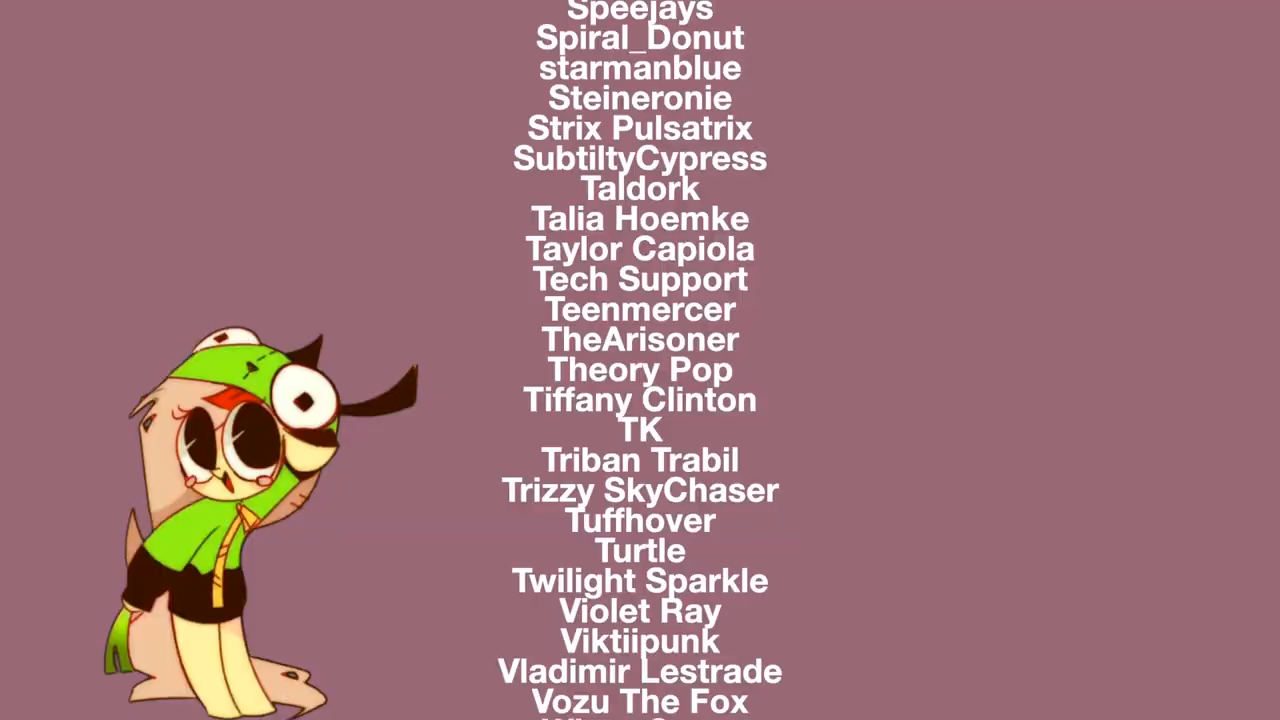 Speejays
Spiral_Donut
starmanblue
Steineronie
Strix Pulsatrix
SubtiltyCypress
Taldork
Talia Hoemke
Taylor Capiola
Tech Support
Teenmercer
TheArisoner
Theory Pop
Tiffany Clinton
TK
Triban Trabil
Trizzy SkyChaser
Tuffhover
Turtle
Twilight Sparkle
Violet Ray
Viktiipunk
Vladimir Lestrade
Vozu The Fox